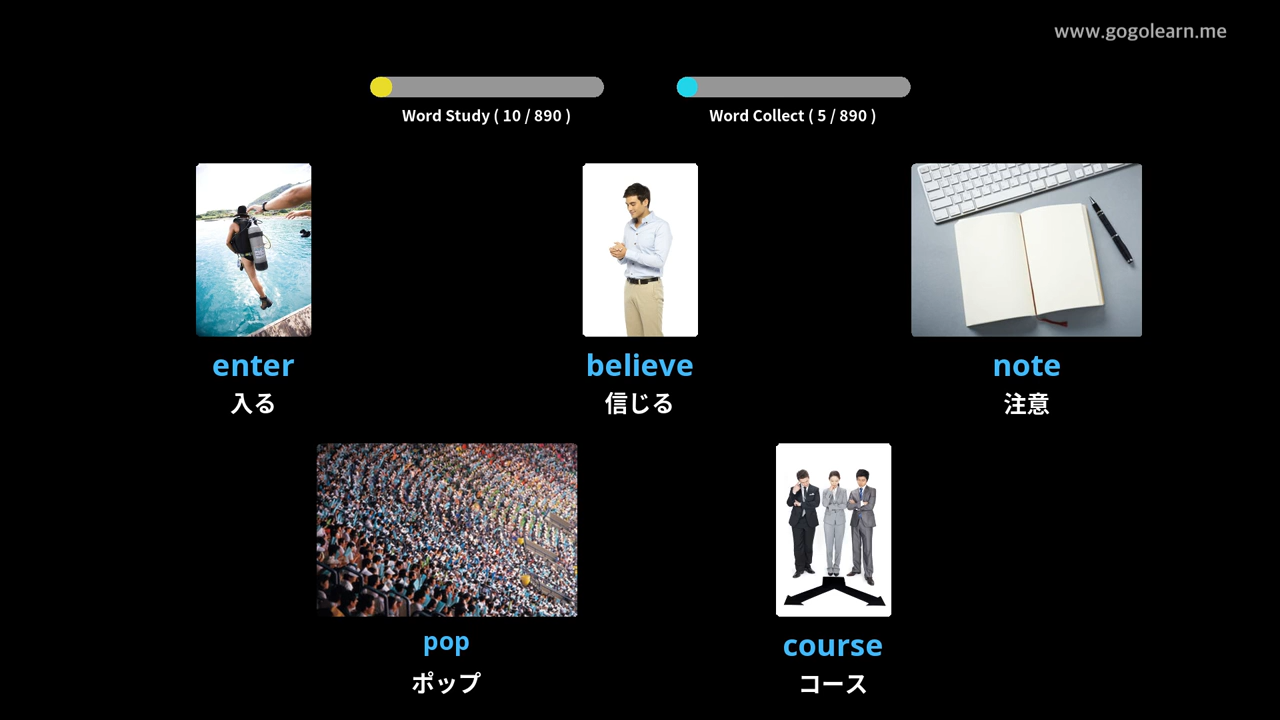 www.gogolearn.me
Word Study ( 10 / 890 )
Word Collect ( 5 / 890 )
enter
入る
believe
信じる
note
注意
pop
ポップ
course
コース